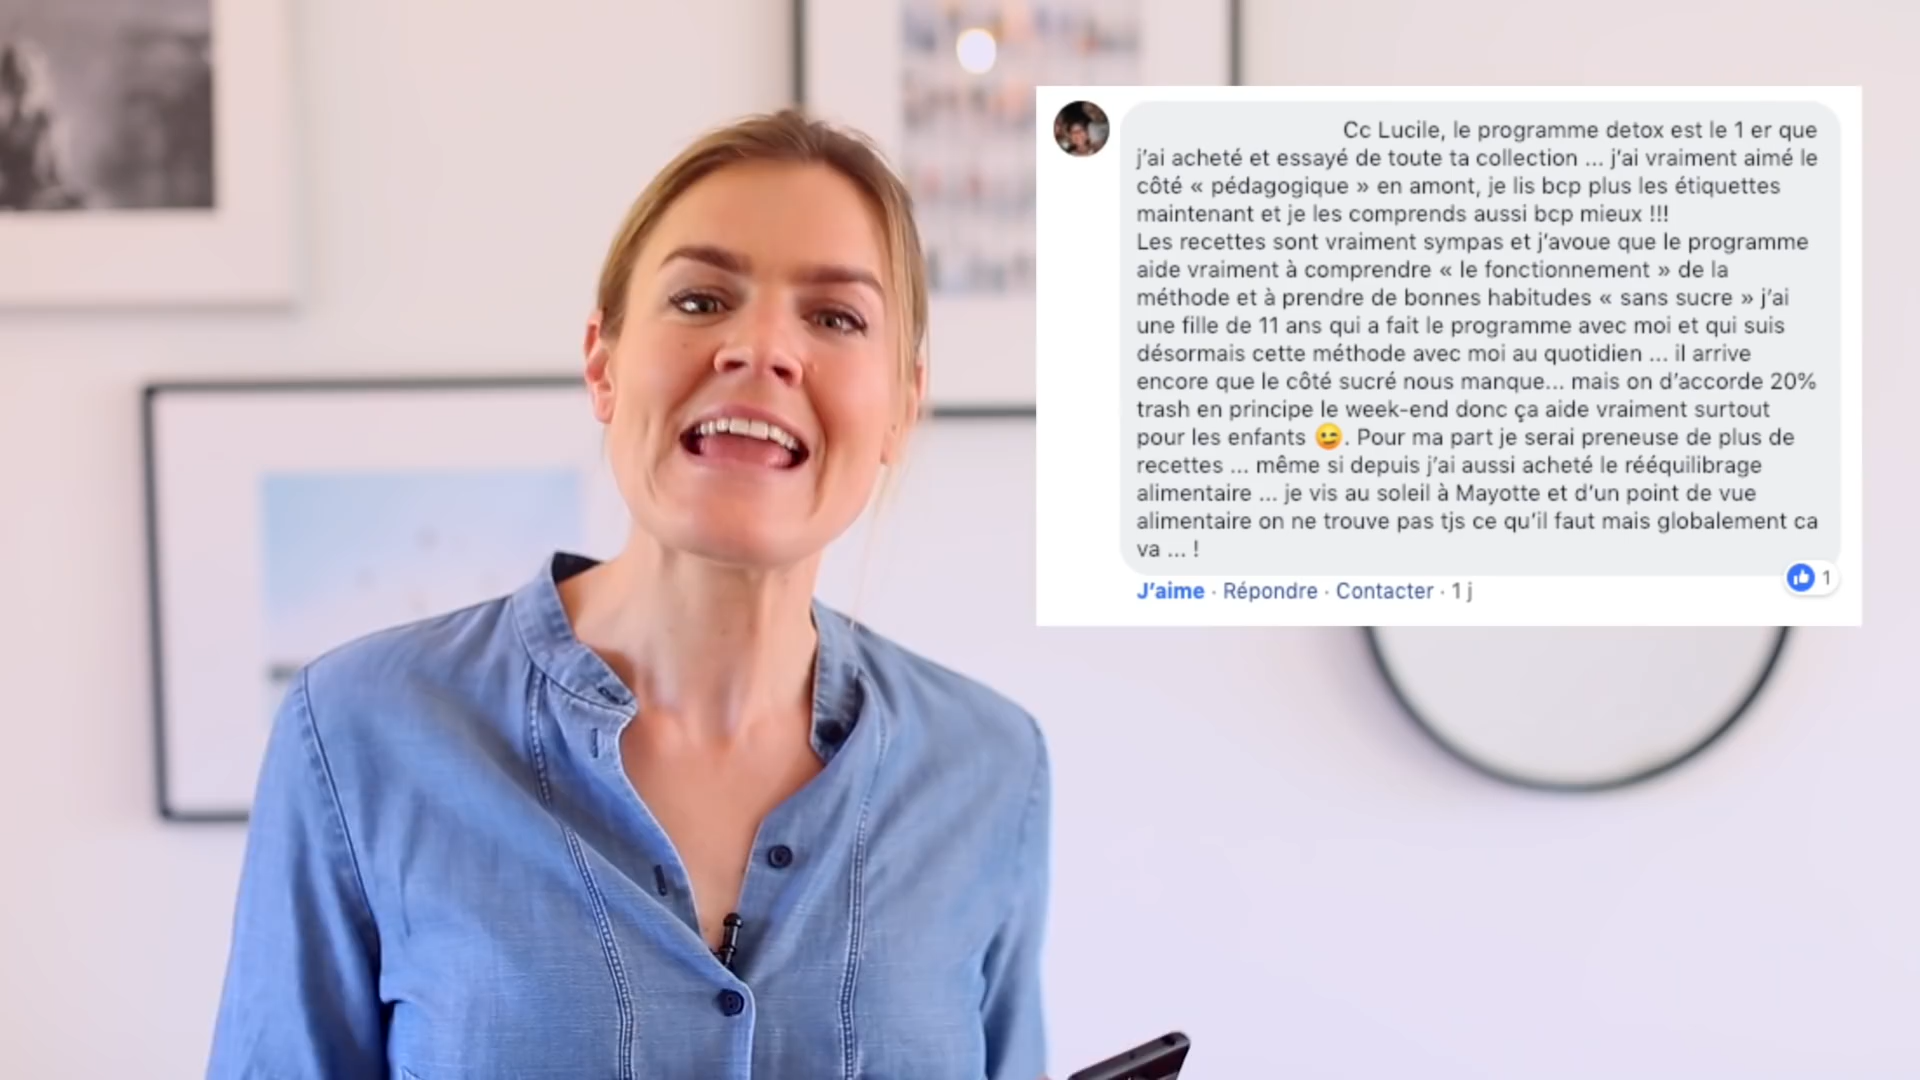 Cc Lucile, le programme detox est le 1 er que
j'ai acheté et essayé de toute ta collection ... j'ai vraiment aimé le
côté « pédagogique » en amont, je lis bcp plus les étiquettes
maintenant et je les comprends aussi bcp mieux !!!
Les recettes sont vraiment sympas et j'avoue que le programme
aide vraiment à comprendre « le fonctionnement » de la
méthode et à prendre de bonnes habitudes « sans sucre » j'ai
une fille de 11 ans qui a fait le programme avec moi et qui suis
désormais cette méthode avec moi au quotidien ... il arrive
encore que le côté sucré nous manque... mais on d'accorde 20%
trash en principe le week-end donc ça aide vraiment surtout
pour les enfants 😉. Pour ma part je serai preneuse de plus de
recettes ... même si depuis j'ai aussi acheté le rééquilibrage
alimentaire ... je vis au soleil à Mayotte et d'un point de vue
alimentaire on ne trouve pas tjs ce qu'il faut mais globalement ca
va ... !
J'aime · Répondre · Contacter · 1 j
1